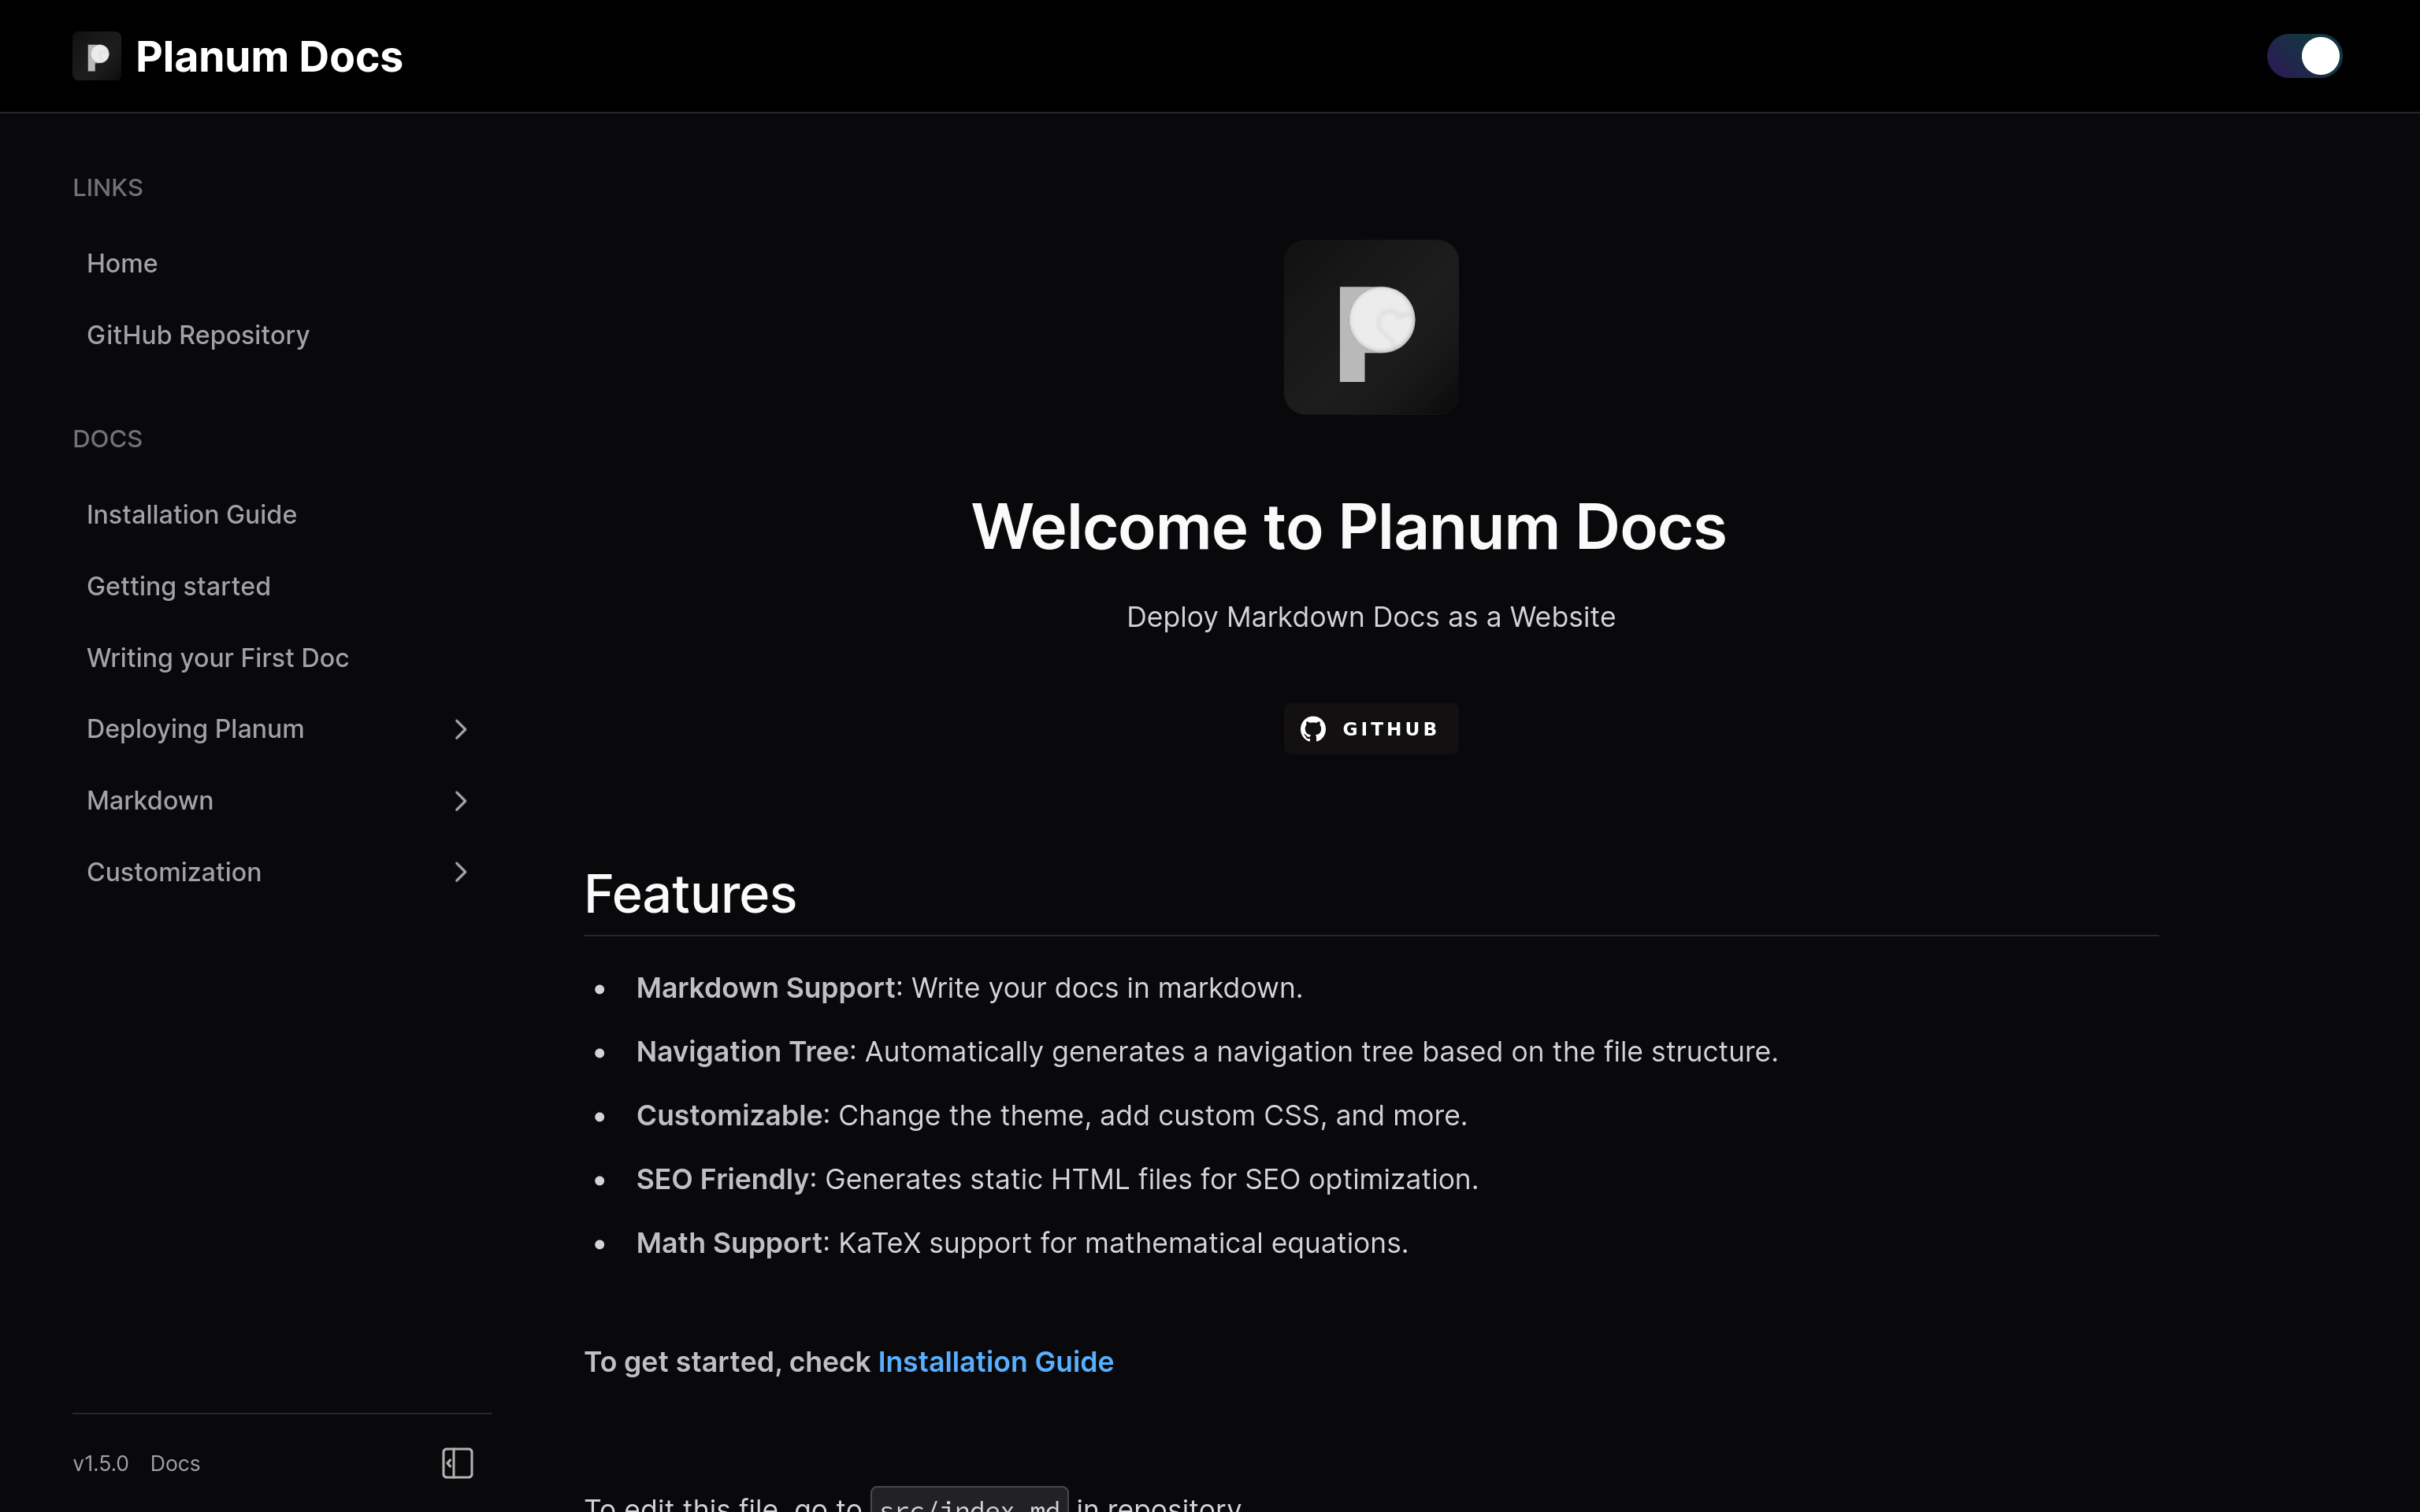 Planum Docs
LINKS
Home
GitHub Repository
DOCS
Installation Guide
Getting started
Writing your First Doc
Deploying Planum
Markdown
Customization
v1.5.0 Docs
Welcome to Planum Docs
Deploy Markdown Docs as a Website
GITHUB
Features
• Markdown Support: Write your docs in markdown.
• Navigation Tree: Automatically generates a navigation tree based on the file structure.
• Customizable: Change the theme, add custom CSS, and more.
• SEO Friendly: Generates static HTML files for SEO optimization.
• Math Support: KaTeX support for mathematical equations.
To get started, check Installation Guide
To edit this file, go to src/index.md in repository